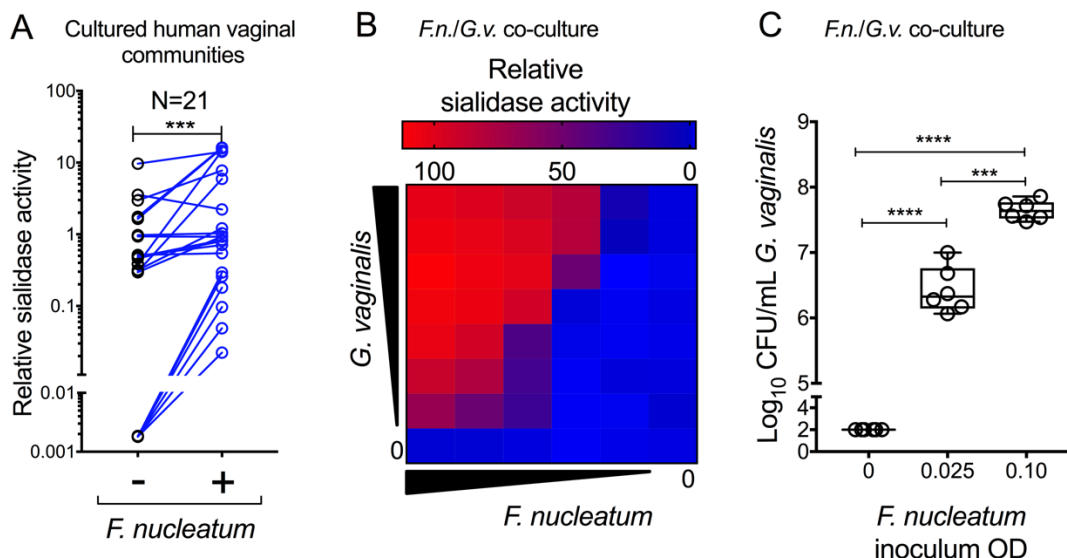 A
Cultured human vaginal
communities
Relative sialidase activity
100
10
1
0.1
0.01
0.001
N=21
***
-
+
F. nucleatum
B
F.n./G.v. co-culture
Relative
sialidase activity
100
50
0
G. vaginalis
0
0
F. nucleatum
C
F.n./G.v. co-culture
Log10 CFU/mL G. vaginalis
9
8
7
6
5
4
2
0
****
***
****
0
0.025
0.10
F. nucleatum
inoculum OD